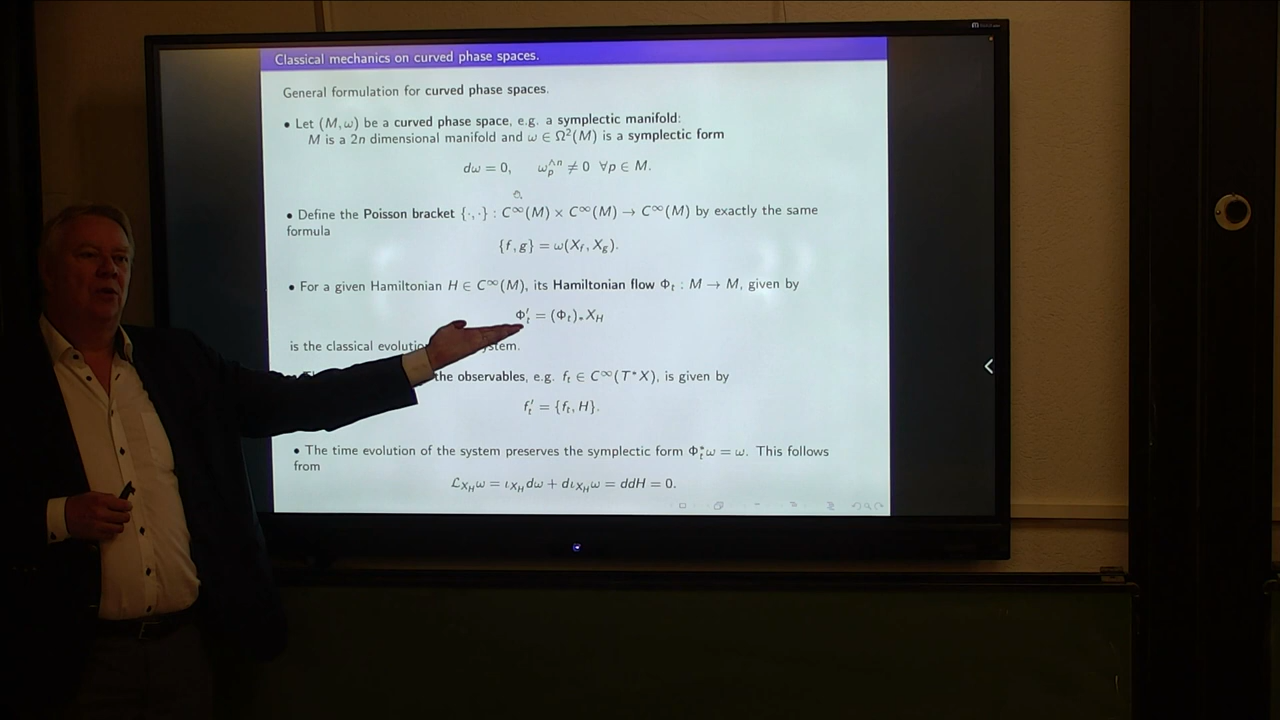 Classical mechanics on curved phase spaces.
General formulation for curved phase spaces.
• Let (M, ω) be a curved phase space, e.g. a symplectic manifold:
M is a 2n dimensional manifold and ω ∈ Ω²(M) is a symplectic form
dω = 0, ω_p^{∧n} ≠ 0 ∀p ∈ M.
• Define the Poisson bracket {·,·} : C^∞(M) × C^∞(M) → C^∞(M) by exactly the same
formula
{f, g} = ω(X_f, X_g).
• For a given Hamiltonian H ∈ C^∞(M), its Hamiltonian flow Φ_t : M → M, given by
Φ′_t = (Φ_t)_* X_H
is the classical
the observables, e.g. f_t ∈ C^∞(T*X), is given by
f′_t = {f_t, H}.
• The time evolution of the system preserves the symplectic form Φ_t^*ω = ω. This follows
from
ℒ_{X_H}ω = ι_{X_H}dω + dι_{X_H}ω = ddH = 0.